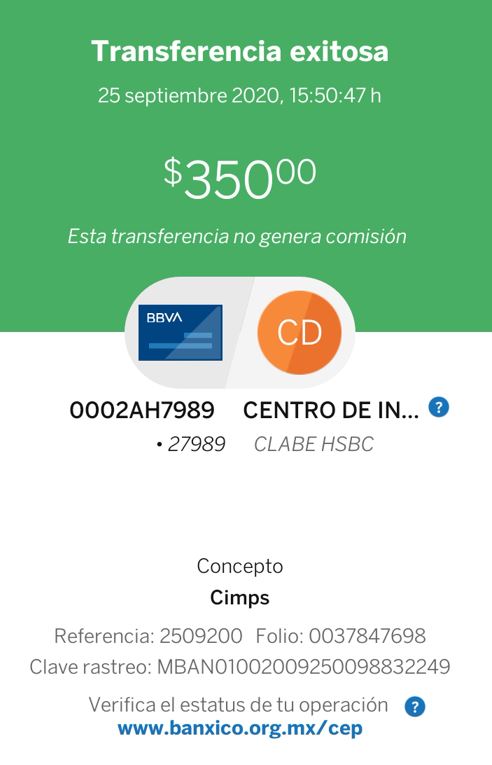 Transferencia exitosa
25 septiembre 2020, 15:50:47 h
$35000
Esta transferencia no genera comisión
BBVA
CD
0002AH7989 CENTRO DE IN... ?
• 27989 CLABE HSBC
Concepto
Cimps
Referencia: 2509200 Folio: 0037847698
Clave rastreo: MBAN01002009250098832249
Verifica el estatus de tu operación ?
www.banxico.org.mx/cep